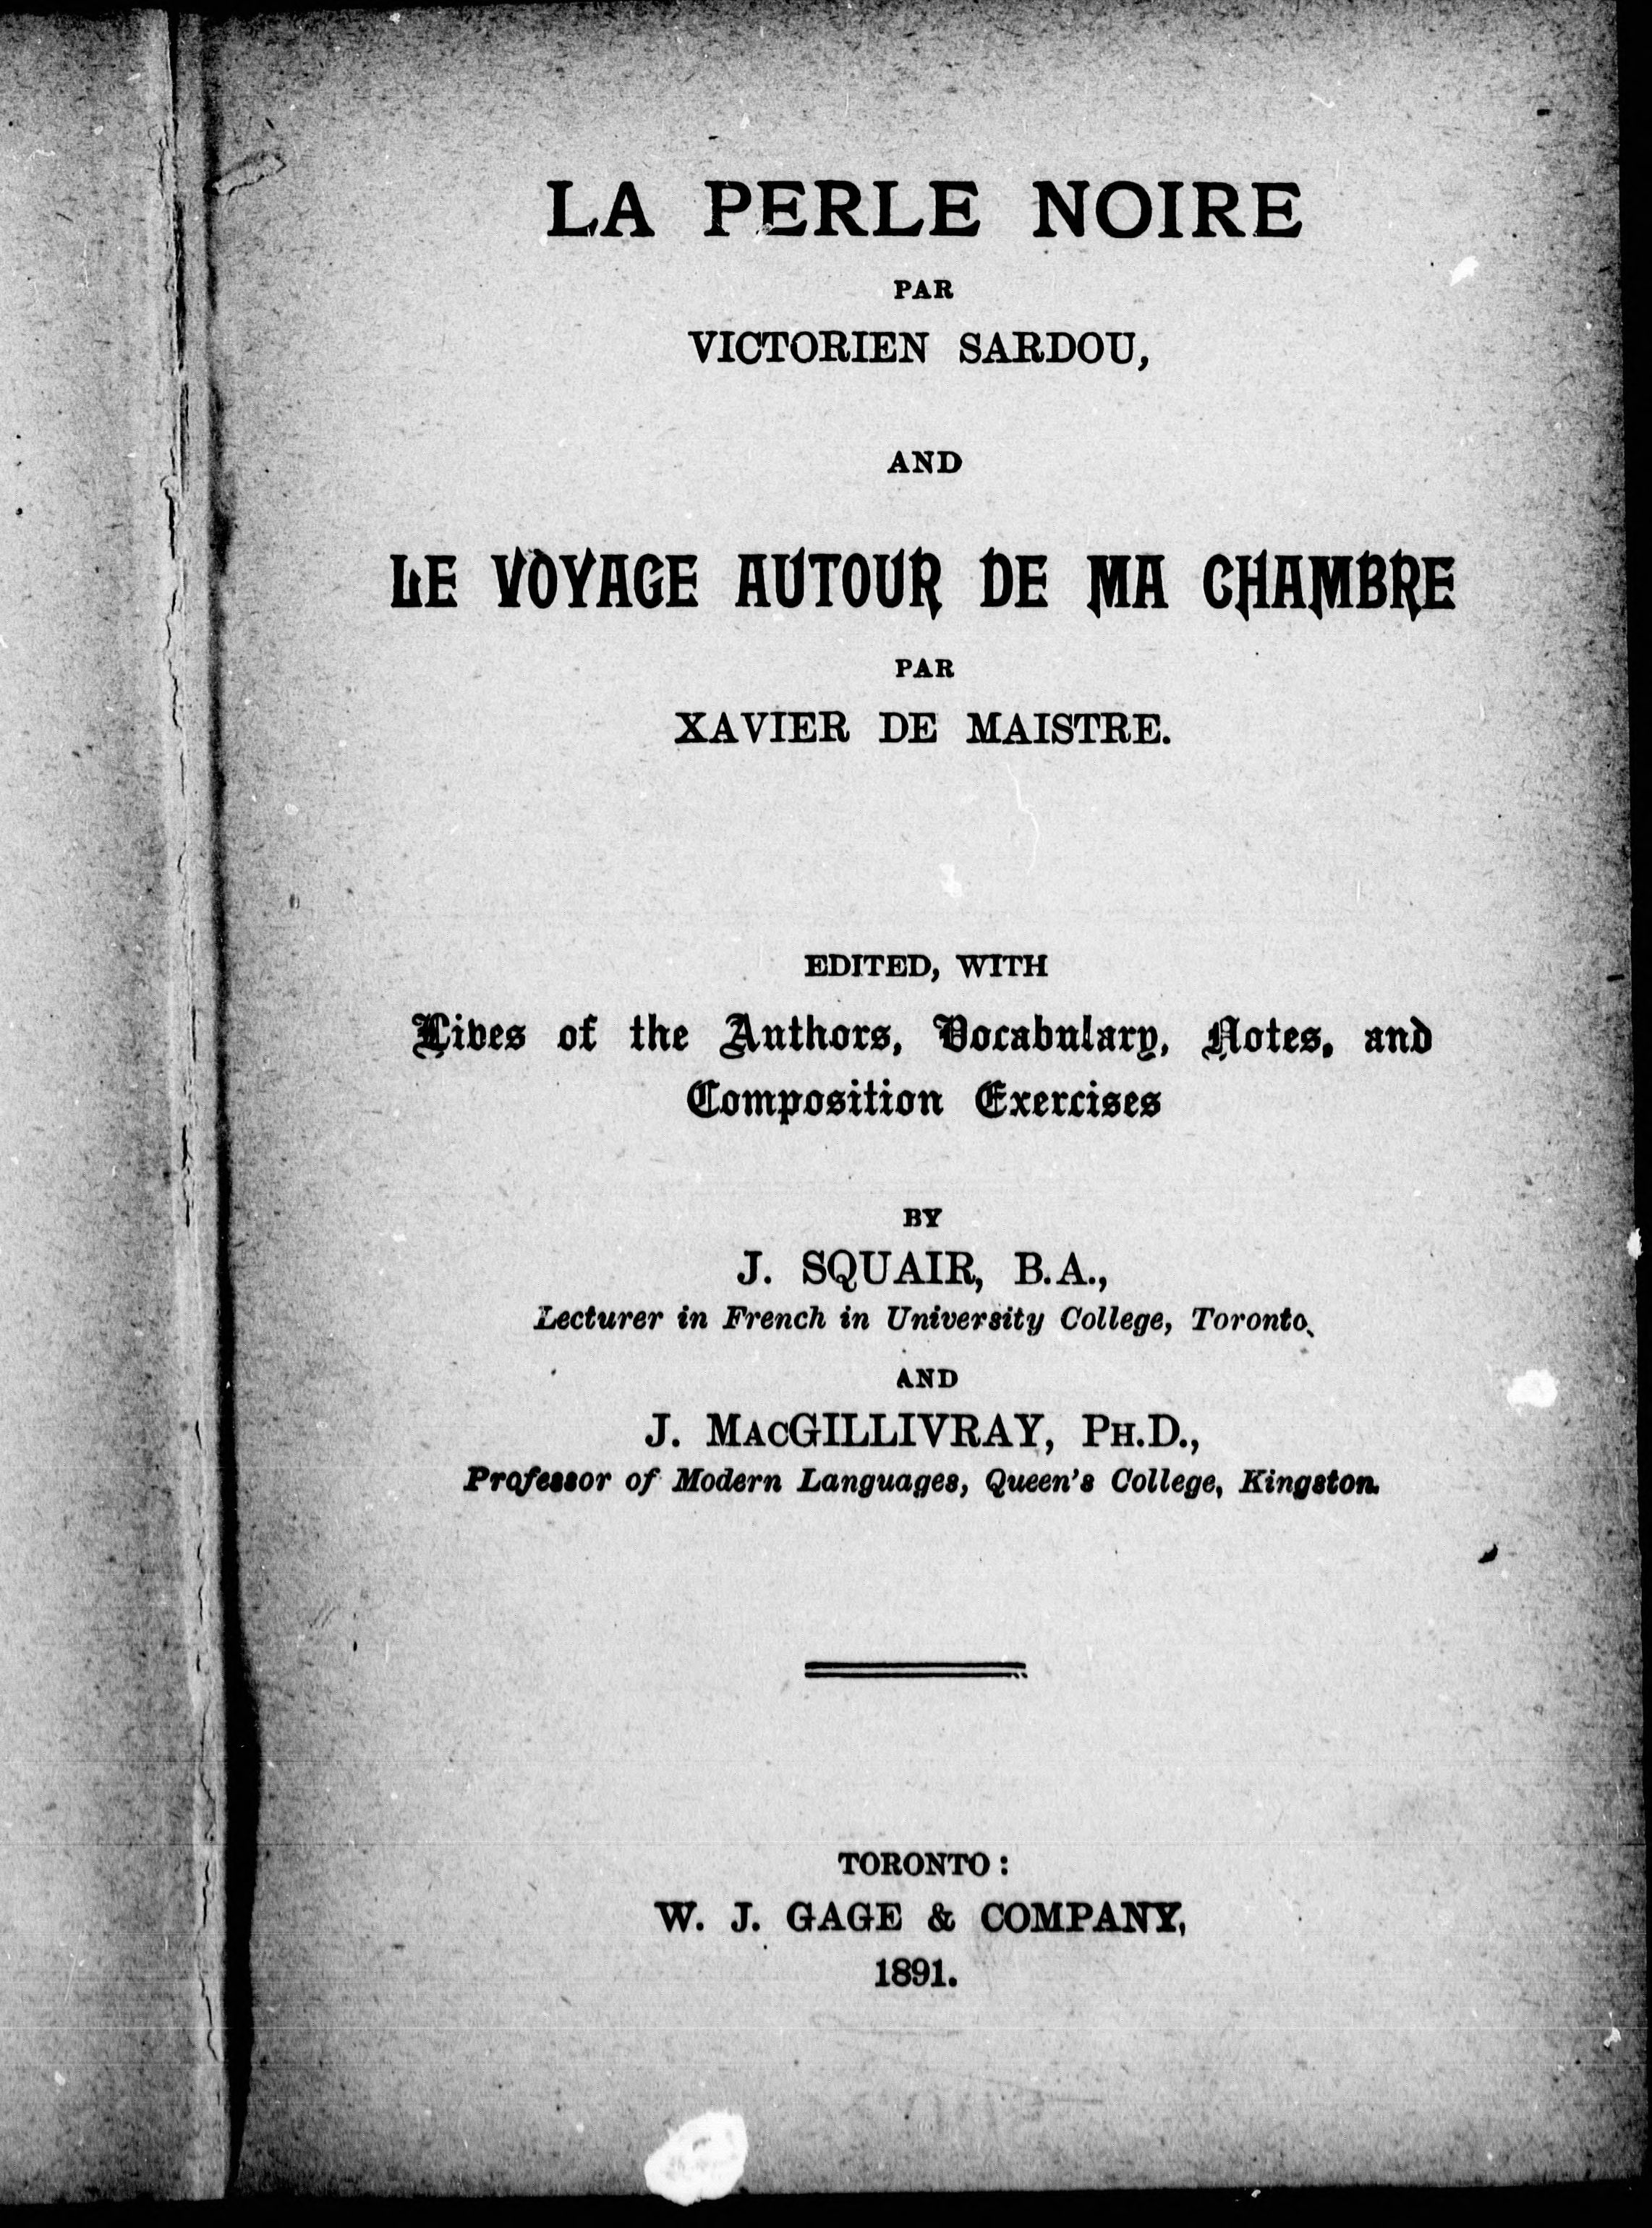 LA PERLE NOIRE
PAR
VICTORIEN SARDOU,
AND
LE VOYAGE AUTOUR DE MA CHAMBRE
PAR
XAVIER DE MAISTRE.
EDITED, WITH
Lives of the Authors, Vocabulary, Notes, and
Composition Exercises
BY
J. SQUAIR, B.A.,
Lecturer in French in University College, Toronto,
AND
J. MACGILLIVRAY, PH.D.,
Professor of Modern Languages, Queen's College, Kingston.
TORONTO:
W. J. GAGE & COMPANY,
1891.